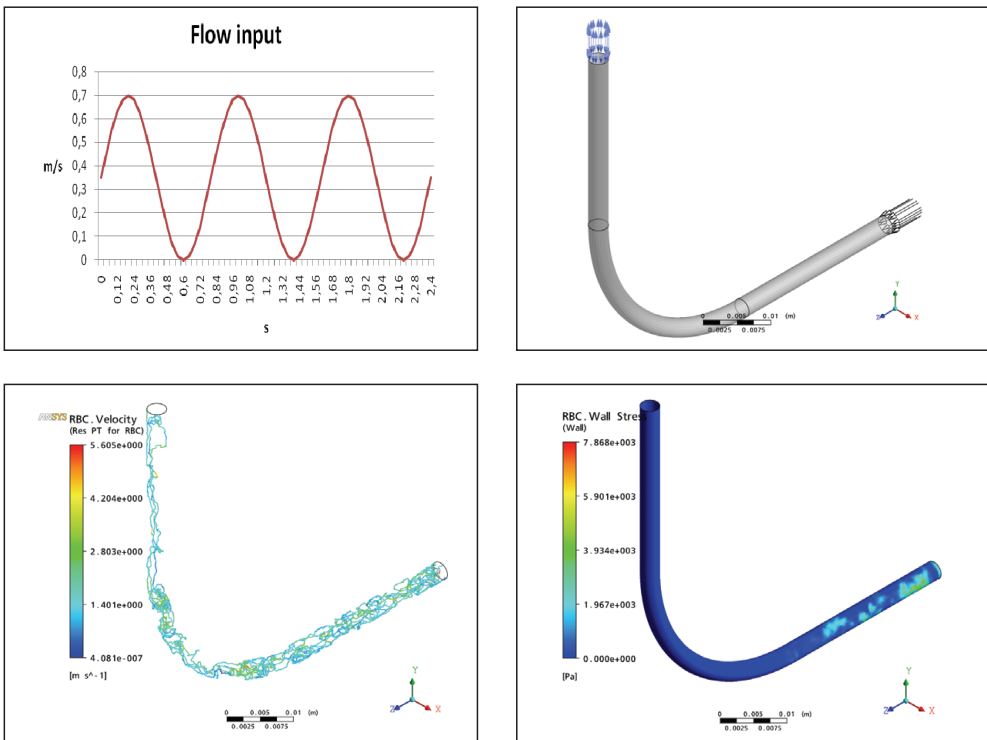 Flow input
0,8
0,7
0,6
0,5
0,4
0,3
0,2
0,1
0
m/s
0
0,12
0,24
0,36
0,48
0,6
0,72
0,84
0,96
1,08
1,2
1,32
1,44
1,56
1,68
1,8
1,92
2,04
2,16
2,28
2,4
s
0 0.005 0.01 (m)
0.0025 0.0075
Y
Z X
ANSYS
RBC. Velocity
(Res PT for RBC)
5.605e+000
4.204e+000
2.803e+000
1.401e+000
4.081e-007
[m s^-1]
0 0.005 0.01 (m)
0.0025 0.0075
Y
Z X
RBC. Wall Stres
(Wall)
7.868e+003
5.901e+003
3.934e+003
1.967e+003
0.000e+000
[Pa]
0 0.005 0.01 (m)
0.0025 0.0075
Y
Z X